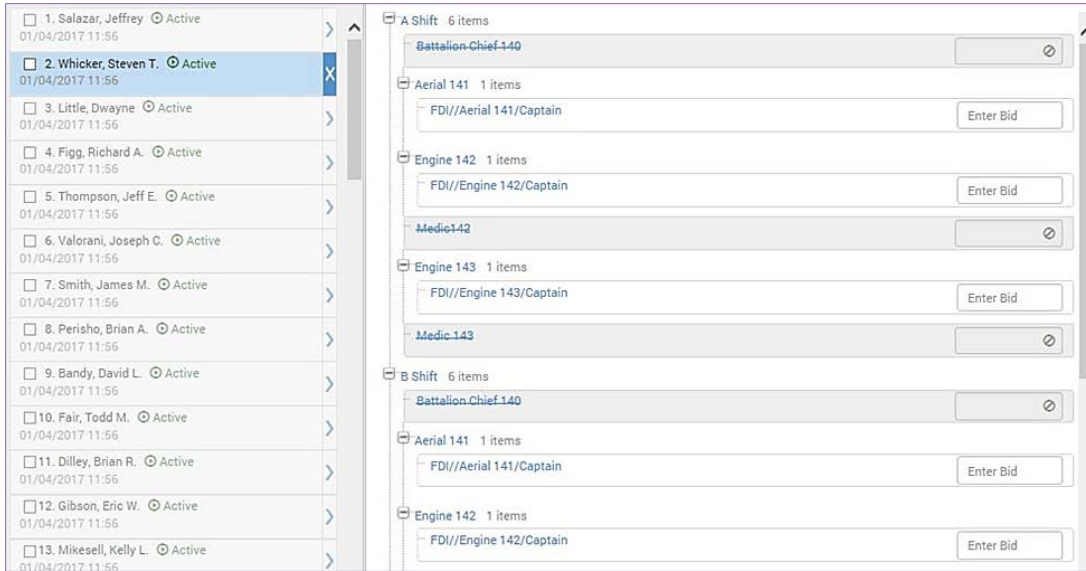 1. Salazar, Jeffrey Active
01/04/2017 11:56
2. Whicker, Steven T. Active
01/04/2017 11:56
X
3. Little, Dwayne Active
01/04/2017 11:56
4. Figg, Richard A. Active
01/04/2017 11:56
5. Thompson, Jeff E. Active
01/04/2017 11:56
6. Valorani, Joseph C. Active
01/04/2017 11:56
7. Smith, James M. Active
01/04/2017 11:56
8. Perisho, Brian A. Active
01/04/2017 11:56
9. Bandy, David L. Active
01/04/2017 11:56
10. Fair, Todd M. Active
01/04/2017 11:56
11. Dilley, Brian R. Active
01/04/2017 11:56
12. Gibson, Eric W. Active
01/04/2017 11:56
13. Mikesell, Kelly L. Active
01/04/2017 11:56
A Shift 6 items
Battalion Chief 140
Aerial 141 1 items
FDI//Aerial 141/Captain Enter Bid
Engine 142 1 items
FDI//Engine 142/Captain Enter Bid
Medic142
Engine 143 1 items
FDI//Engine 143/Captain Enter Bid
Medic 143
B Shift 6 items
Battalion Chief 140
Aerial 141 1 items
FDI//Aerial 141/Captain Enter Bid
Engine 142 1 items
FDI//Engine 142/Captain Enter Bid